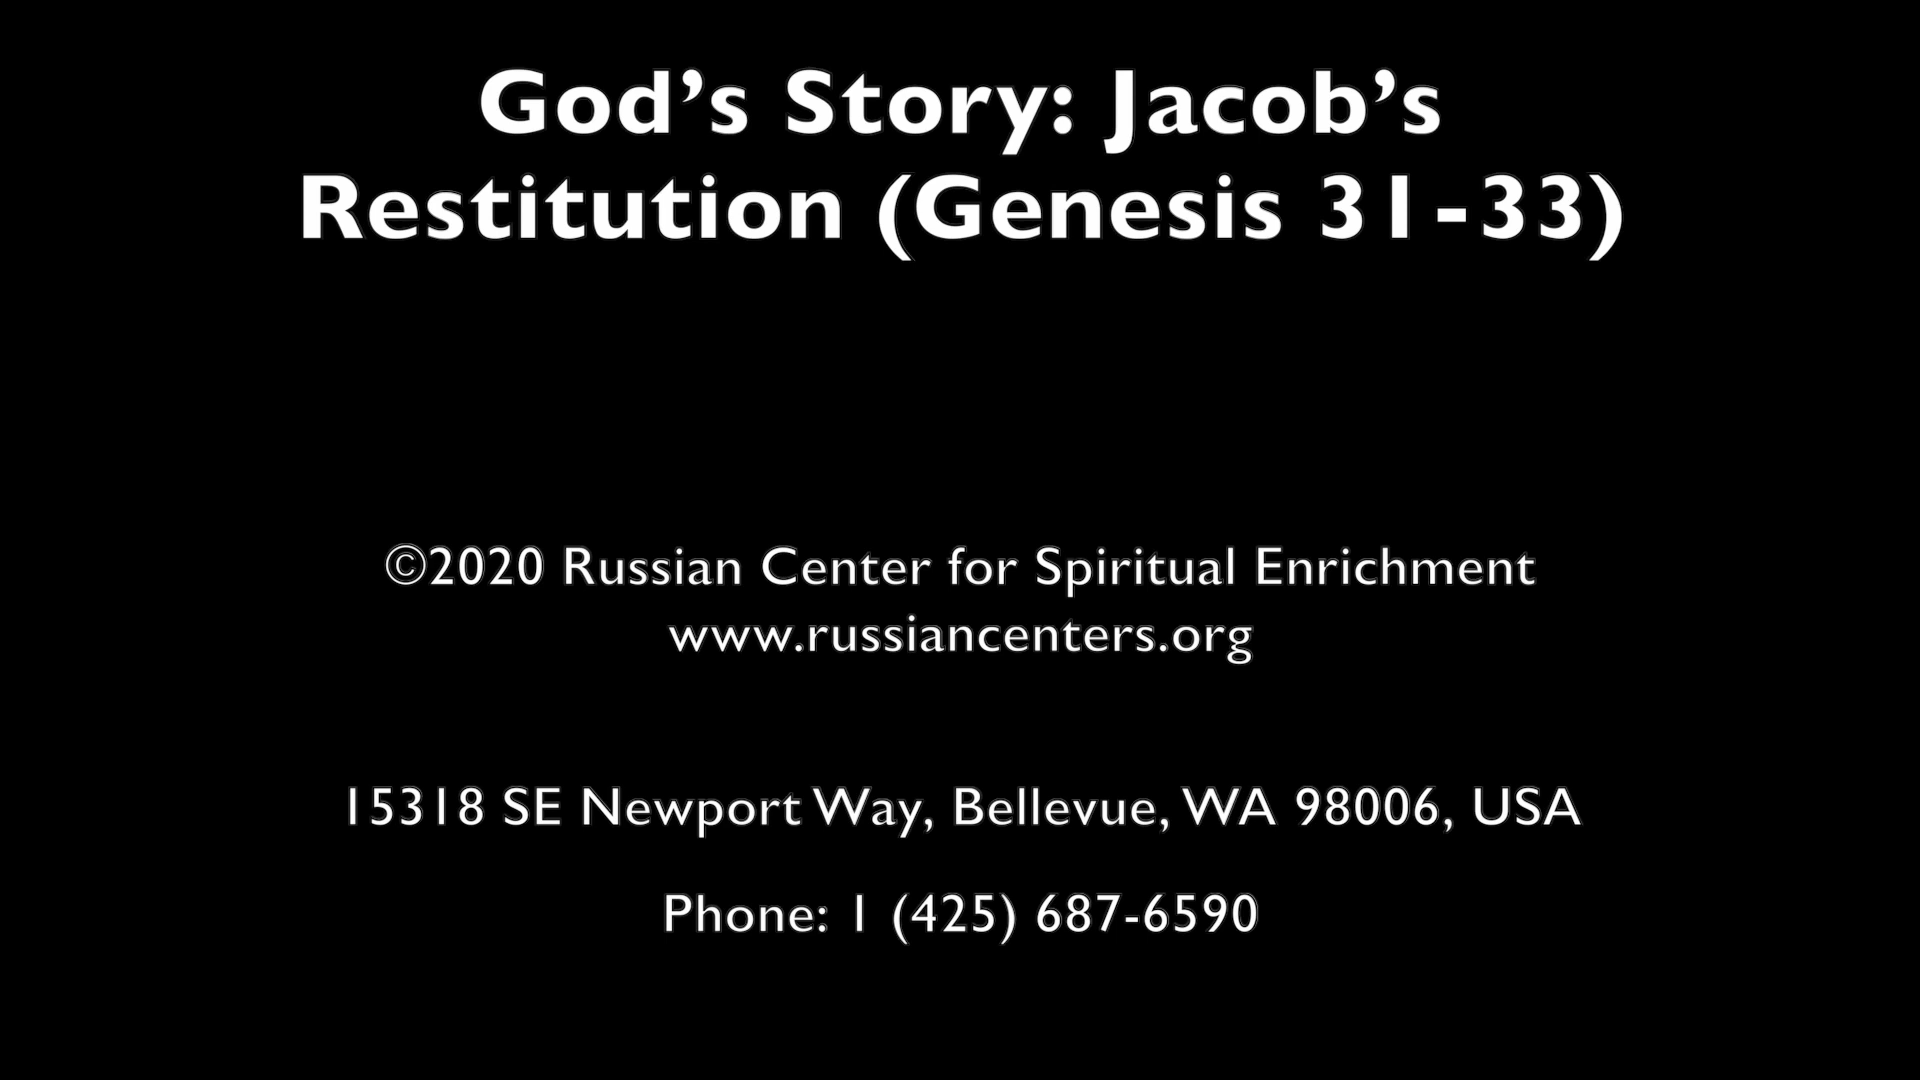 God’s Story: Jacob’s
Restitution (Genesis 31-33)
©2020 Russian Center for Spiritual Enrichment
www.russiancenters.org
15318 SE Newport Way, Bellevue, WA 98006, USA
Phone: 1 (425) 687-6590